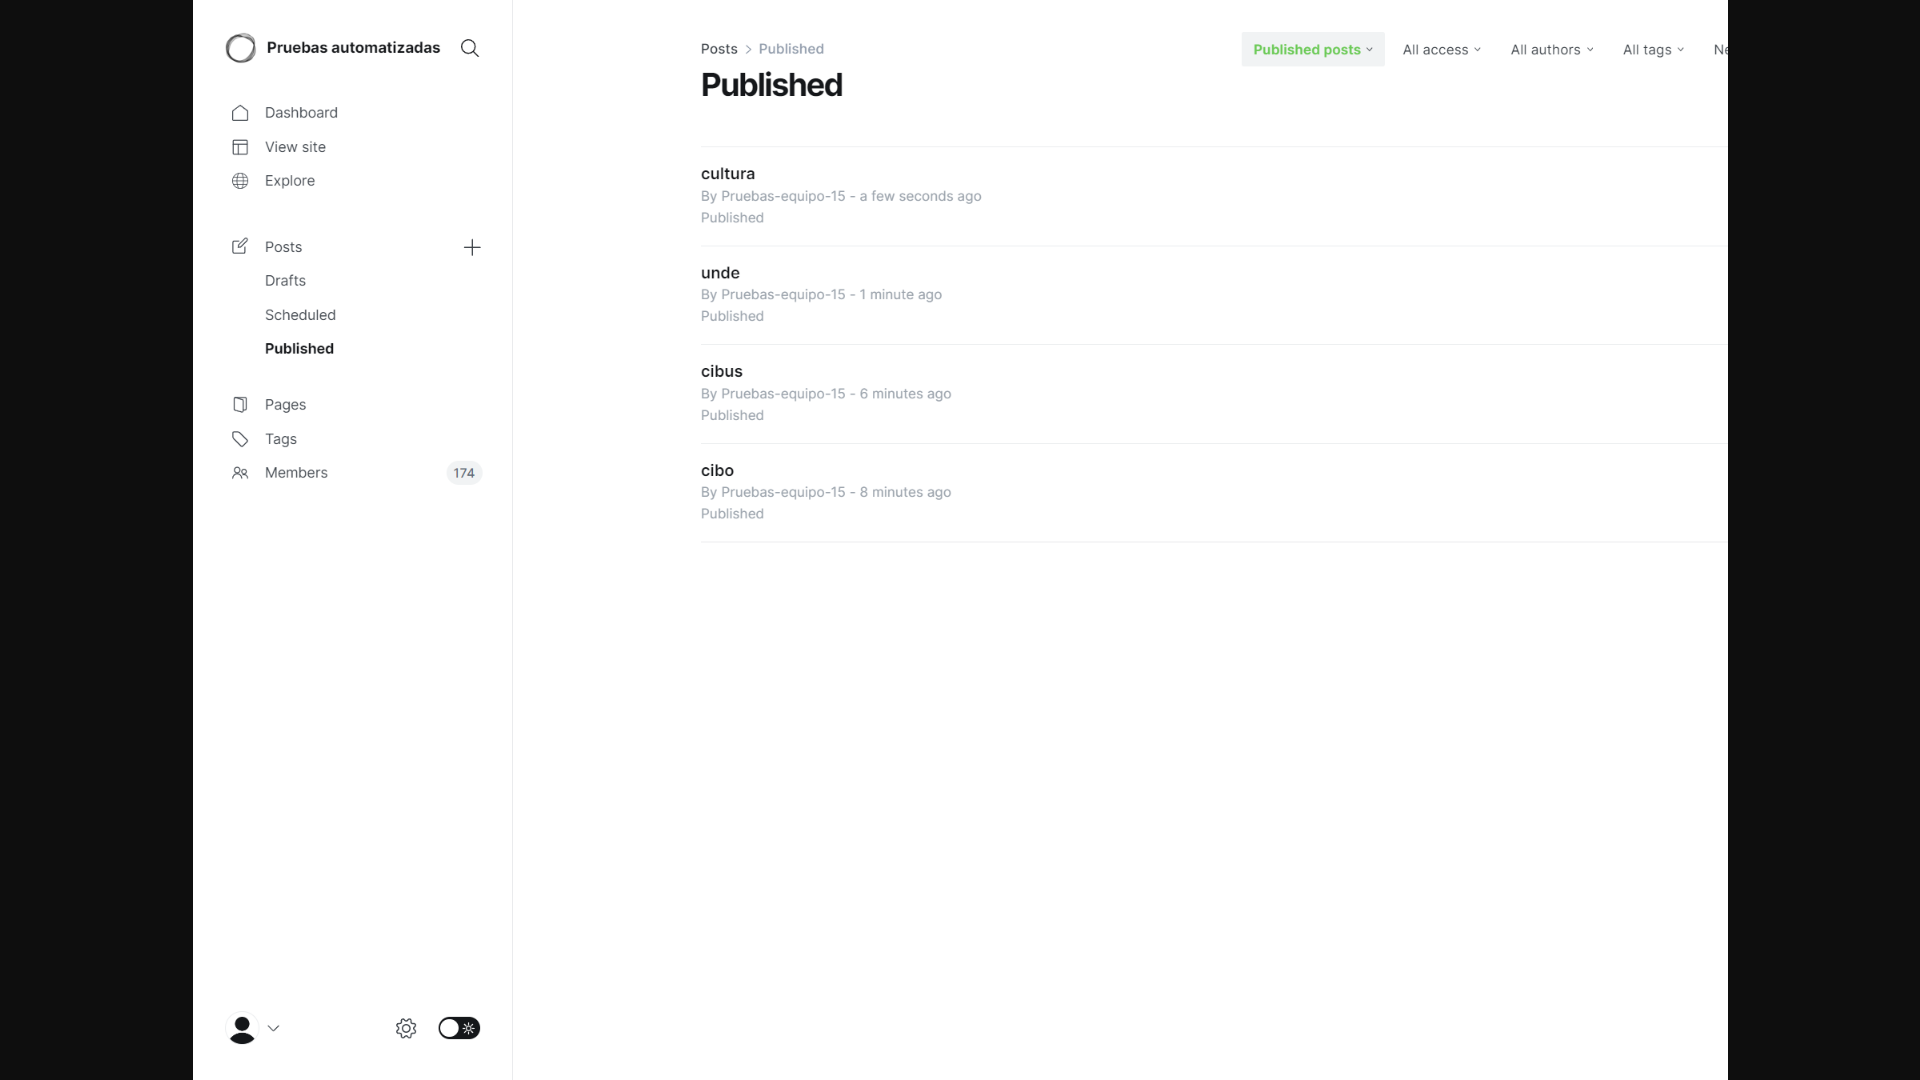 Pruebas automatizadas
Dashboard
View site
Explore
Posts
Drafts
Scheduled
Published
Pages
Tags
Members 174
Posts > Published
Published posts All access All authors All tags Ne
Published
cultura
By Pruebas-equipo-15 - a few seconds ago
Published
unde
By Pruebas-equipo-15 - 1 minute ago
Published
cibus
By Pruebas-equipo-15 - 6 minutes ago
Published
cibo
By Pruebas-equipo-15 - 8 minutes ago
Published